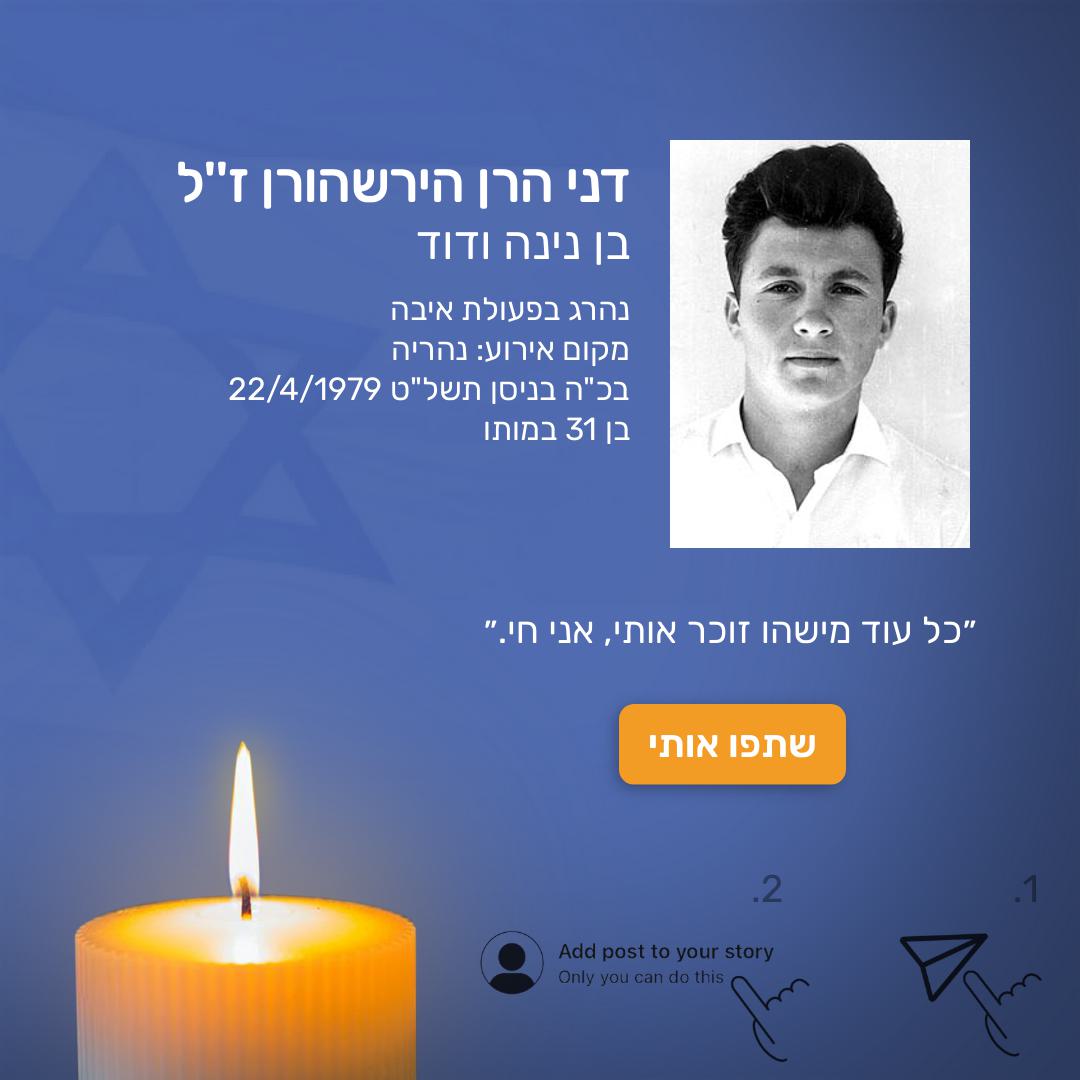 דני הרן הירשהורן ז"ל
בן נינה ודוד
נהרג בפעולת איבה
מקום אירוע: נהריה
בכ"ה בניסן תשל"ט 22/4/1979
בן 31 במותו
״כל עוד מישהו זוכר אותי, אני חי.״
שתפו אותי
1.
2.
Add post to your story
Only you can do this